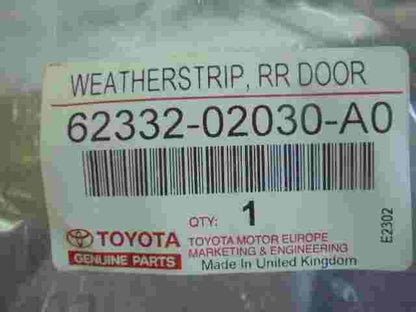 WEATHERSTRIP, RR DOOR
62332-02030-A0
QTY: 1
TOYOTA
GENUINE PARTS
TOYOTA MOTOR EUROPE
MARKETING & ENGINEERING
Made In United Kingdom
E2302